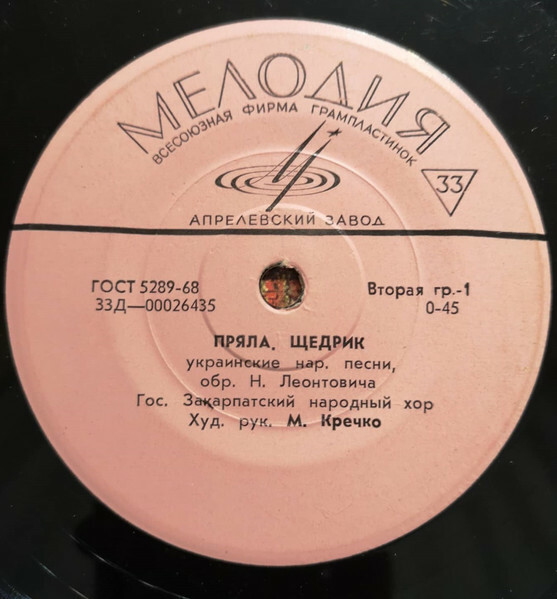 МЕЛОДИЯ
ВСЕСОЮЗНАЯ ФИРМА ГРАМПЛАСТИНОК
33
АПРЕЛЕВСКИЙ ЗАВОД
ГОСТ 5289-68 Вторая гр.-1
33Д—00026435 0-45
ПРЯЛА, ЩЕДРИК
украинские нар. песни,
обр. Н. Леонтовича
Гос. Закарпатский народный хор
Худ. рук. М. Кречко